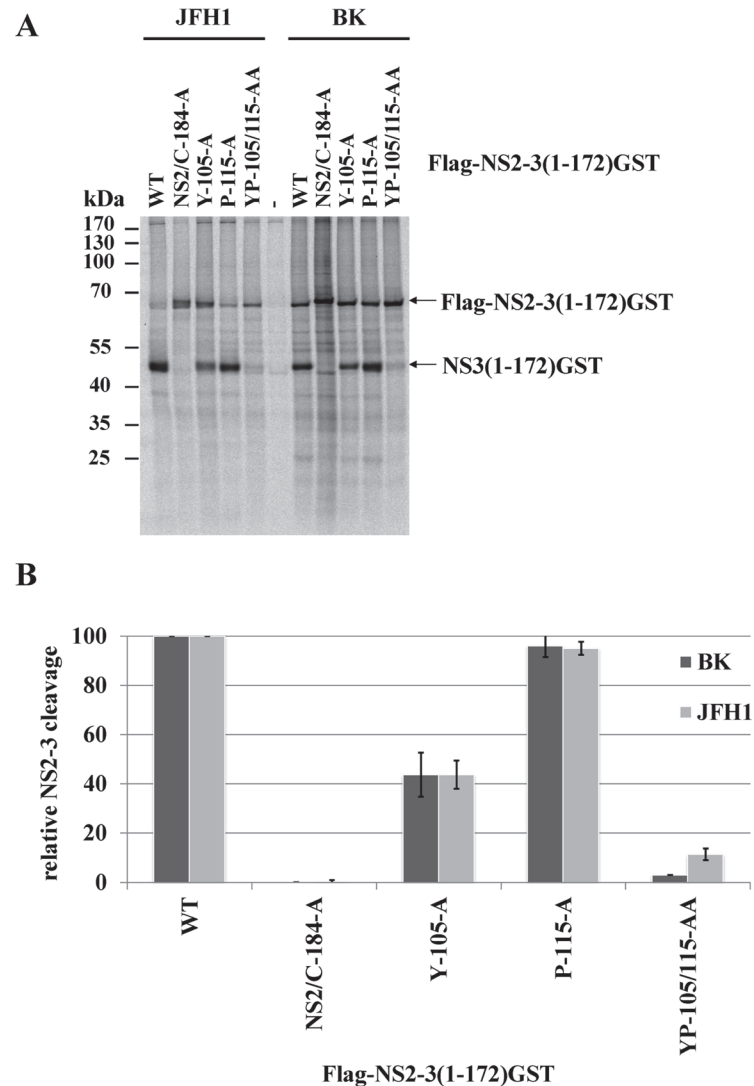 A
JFH1
BK
WT
NS2/C-184-A
Y-105-A
P-115-A
YP-105/115-AA
-
WT
NS2/C-184-A
Y-105-A
P-115-A
YP-105/115-AA
Flag-NS2-3(1-172)GST
kDa
170
130
100
70
55
40
35
25
Flag-NS2-3(1-172)GST
NS3(1-172)GST
B
relative NS2-3 cleavage
100
80
60
40
20
0
BK
JFH1
WT
NS2/C-184-A
Y-105-A
P-115-A
YP-105/115-AA
Flag-NS2-3(1-172)GST